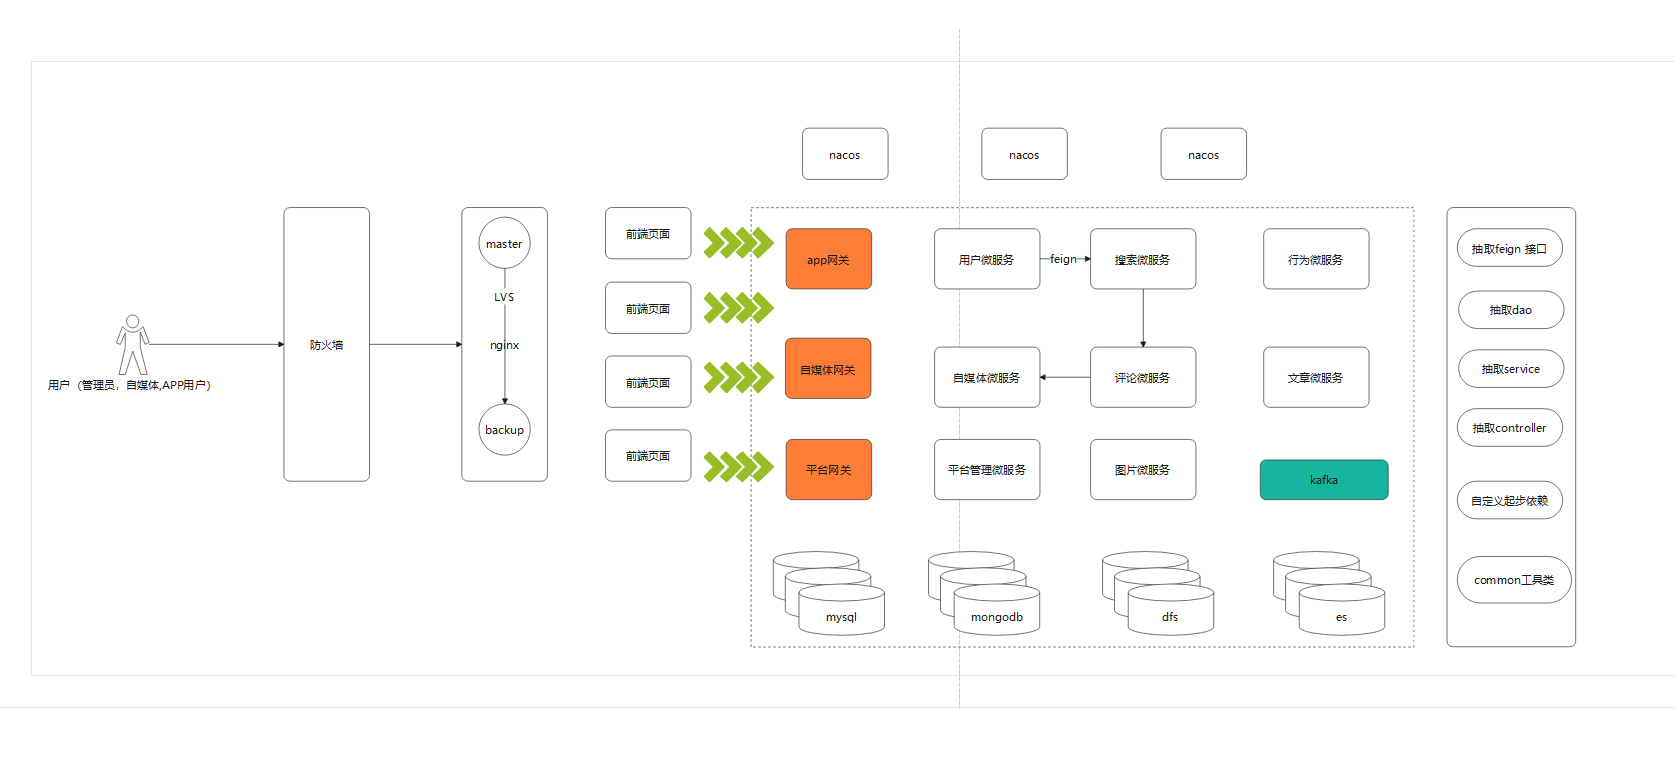 nacos
nacos
nacos
master
LVS
nginx
backup
防火墙
用户（管理员，自媒体,APP用户）
前端页面
前端页面
前端页面
前端页面
app网关
自媒体网关
平台网关
用户微服务
feign
搜索微服务
行为微服务
自媒体微服务
评论微服务
文章微服务
平台管理微服务
图片微服务
kafka
mysql
mongodb
dfs
es
抽取feign 接口
抽取dao
抽取service
抽取controller
自定义起步依赖
common工具类